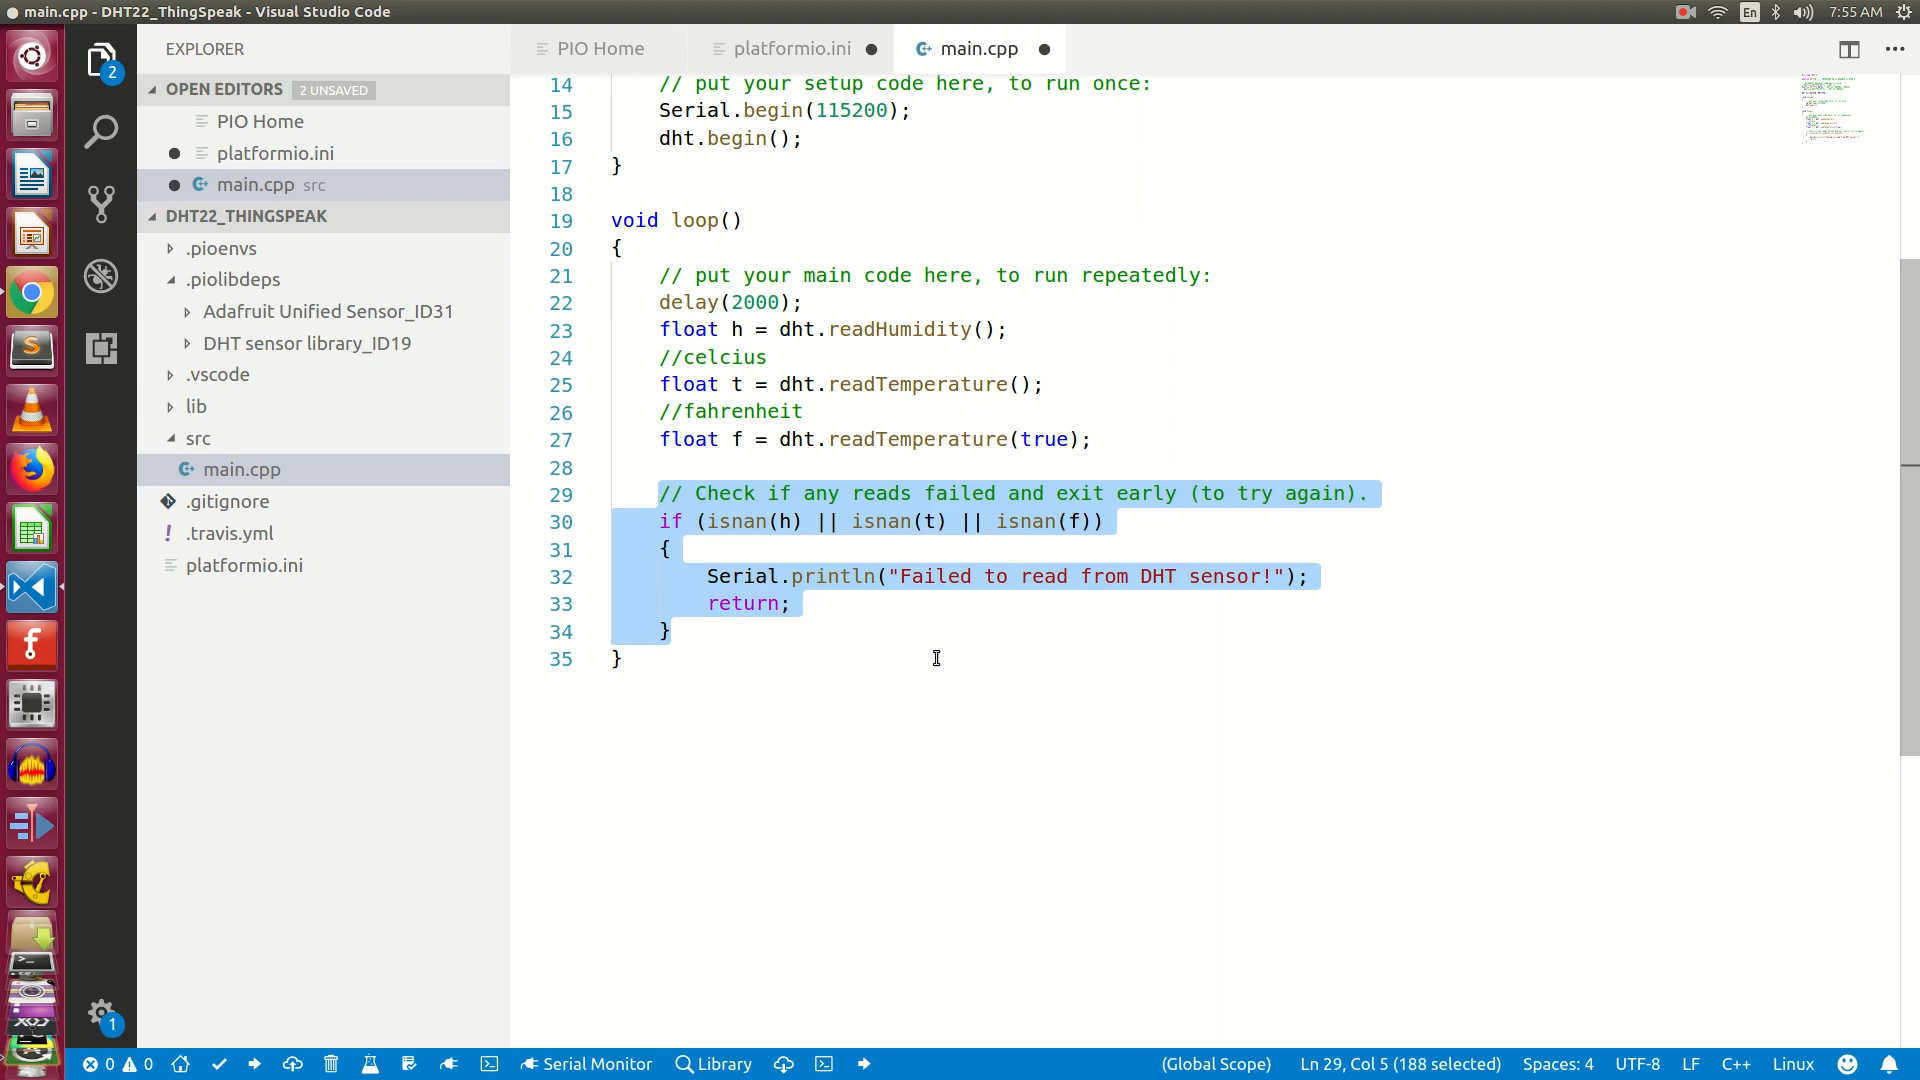 main.cpp - DHT22_ThingSpeak - Visual Studio Code
En
7:55 AM
EXPLORER
OPEN EDITORS 2 UNSAVED
PIO Home
platformio.ini
main.cpp src
DHT22_THINGSPEAK
.pioenvs
.piolibdeps
Adafruit Unified Sensor_ID31
DHT sensor library_ID19
.vscode
lib
src
main.cpp
.gitignore
.travis.yml
platformio.ini
2
1
PIO Home
platformio.ini
main.cpp
14 // put your setup code here, to run once:
15 Serial.begin(115200);
16 dht.begin();
17 }
18
19 void loop()
20 {
21 // put your main code here, to run repeatedly:
22 delay(2000);
23 float h = dht.readHumidity();
24 //celcius
25 float t = dht.readTemperature();
26 //fahrenheit
27 float f = dht.readTemperature(true);
28
29 // Check if any reads failed and exit early (to try again).
30 if (isnan(h) || isnan(t) || isnan(f))
31 {
32 Serial.println("Failed to read from DHT sensor!");
33 return;
34 }
35 }
0 0 Serial Monitor Library (Global Scope) Ln 29, Col 5 (188 selected) Spaces: 4 UTF-8 LF C++ Linux